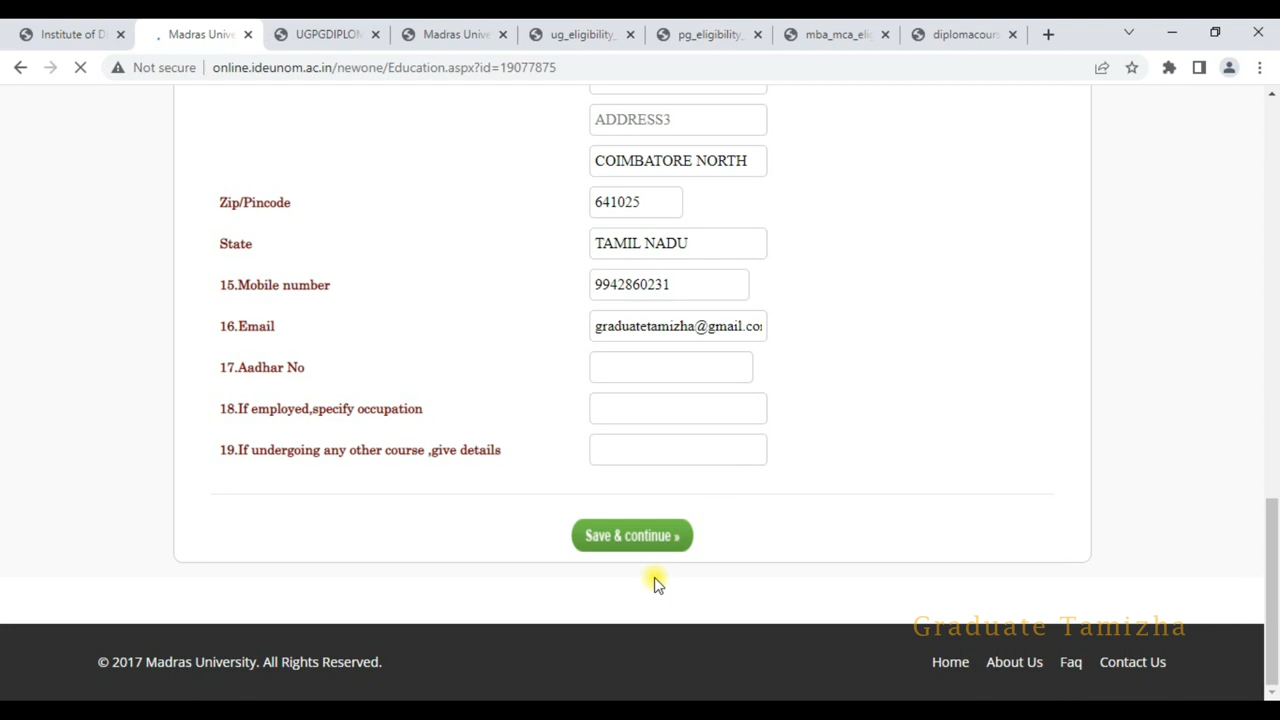 Institute of D
Madras Unive
UGPGDIPLOM
Madras Unive
ug_eligibility_
pg_eligibility_
mba_mca_eli
diplomacour
Not secure
online.ideunom.ac.in/newone/Education.aspx?id=19077875
ADDRESS3
COIMBATORE NORTH
Zip/Pincode 641025
State TAMIL NADU
15.Mobile number 9942860231
16.Email graduatetamizha@gmail.co
17.Aadhar No
18.If employed,specify occupation
19.If undergoing any other course ,give details
Save & continue »
Graduate Tamizha
© 2017 Madras University. All Rights Reserved.
Home About Us Faq Contact Us